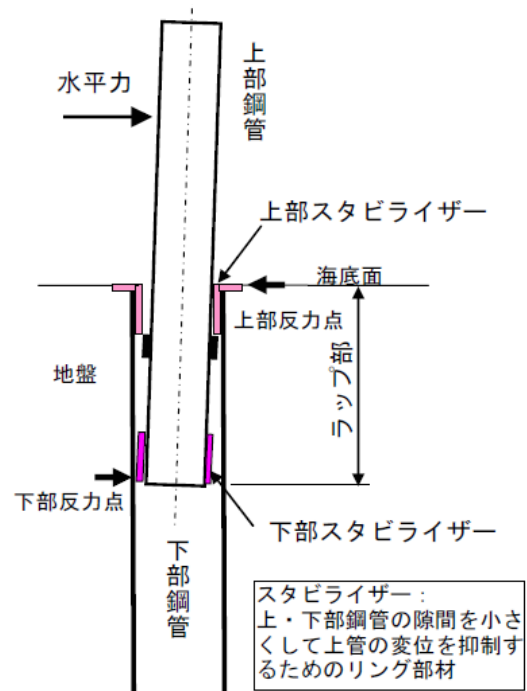 上部鋼管
水平力
上部スタビライザー
海底面
上部反力点
地盤
ラップ部
下部反力点
下部スタビライザー
下部鋼管
スタビライザー：
上・下部鋼管の隙間を小さ
くして上管の変位を抑制す
るためのリング部材